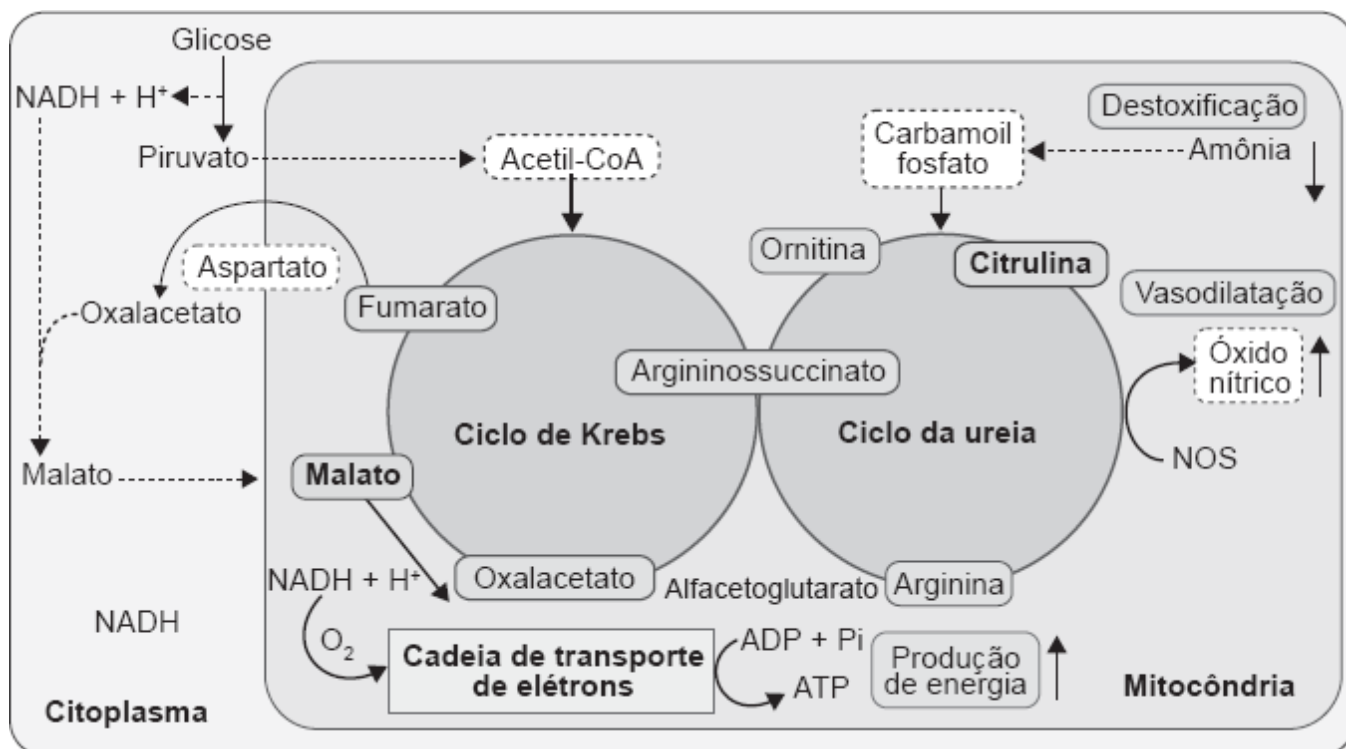 Glicose
NADH + H⁺
Piruvato
Acetil-CoA
Carbamoil
fosfato
Destoxificação
Amônia
Aspartato
Oxalacetato
Fumarato
Ornitina
Citrulina
Vasodilatação
Óxido
nítrico
Argininossuccinato
Ciclo de Krebs
Ciclo da ureia
NOS
Malato
Malato
NADH + H⁺
O₂
Oxalacetato
Alfacetoglutarato
Arginina
NADH
Cadeia de transporte
de elétrons
ADP + Pi
ATP
Produção
de energia
Mitocôndria
Citoplasma